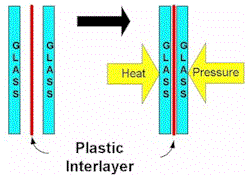 GLASS
GLASS
GLASS
GLASS
Heat
Pressure
Plastic
Interlayer